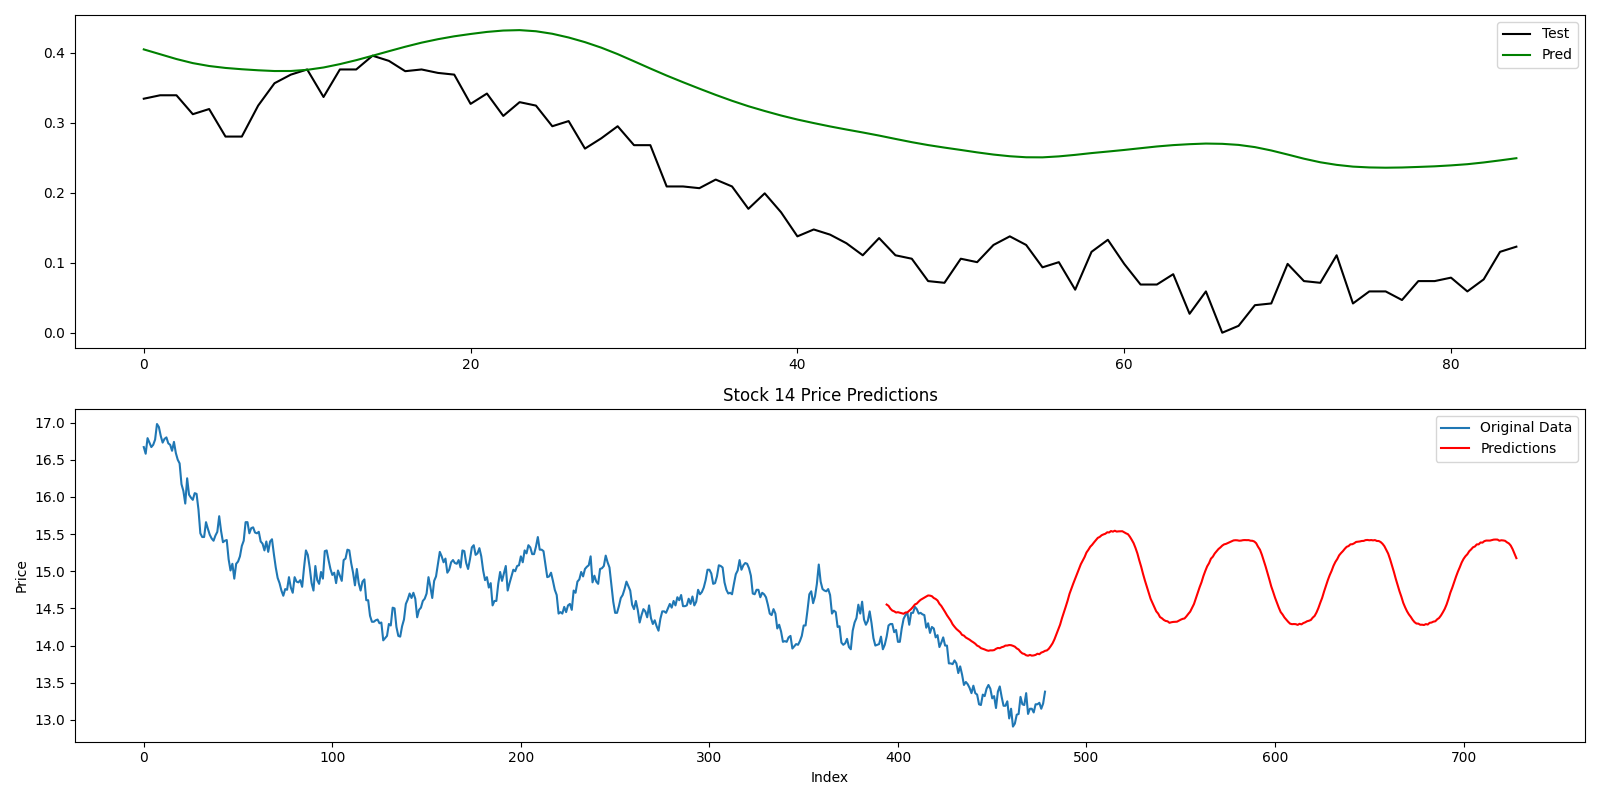 0.4
0.3
0.2
0.1
0.0
Test
Pred
0 20 40 60 80
Stock 14 Price Predictions
17.0
16.5
16.0
15.5
15.0
14.5
14.0
13.5
13.0
Price
Original Data
Predictions
0 100 200 300 400 500 600 700
Index